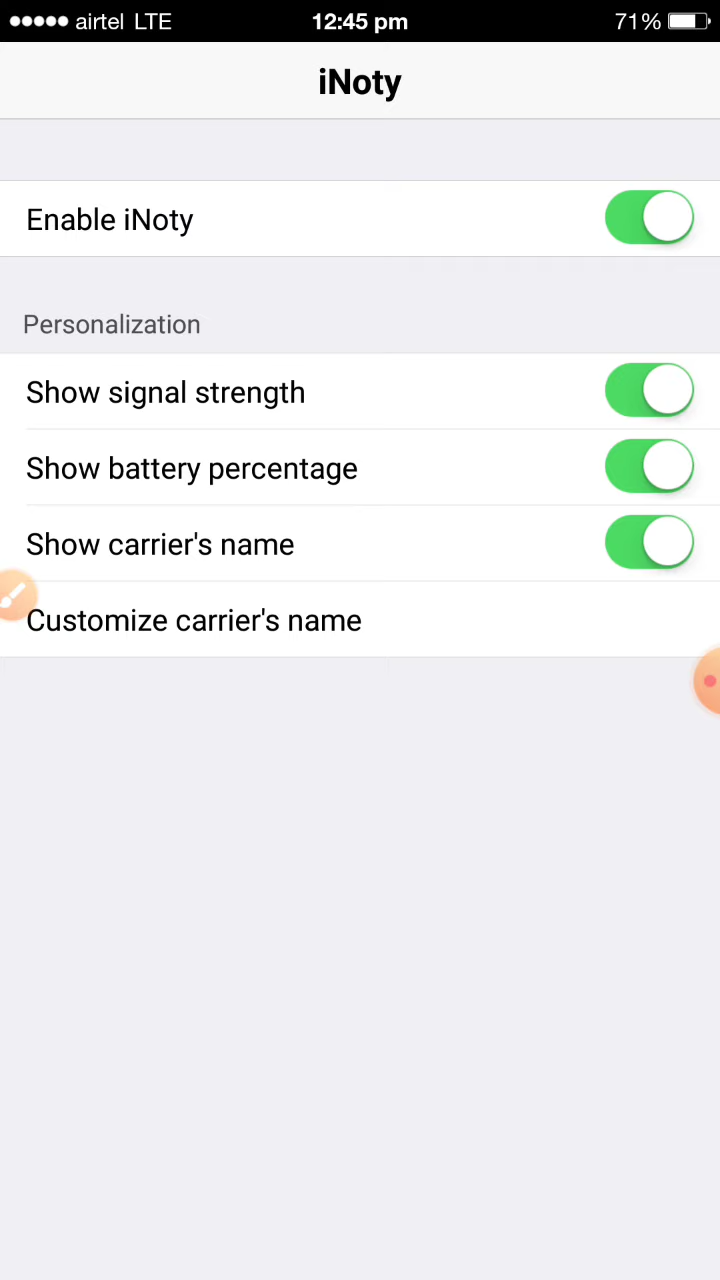 airtel LTE 12:45 pm 71%
iNoty
Enable iNoty
Personalization
Show signal strength
Show battery percentage
Show carrier's name
Customize carrier's name